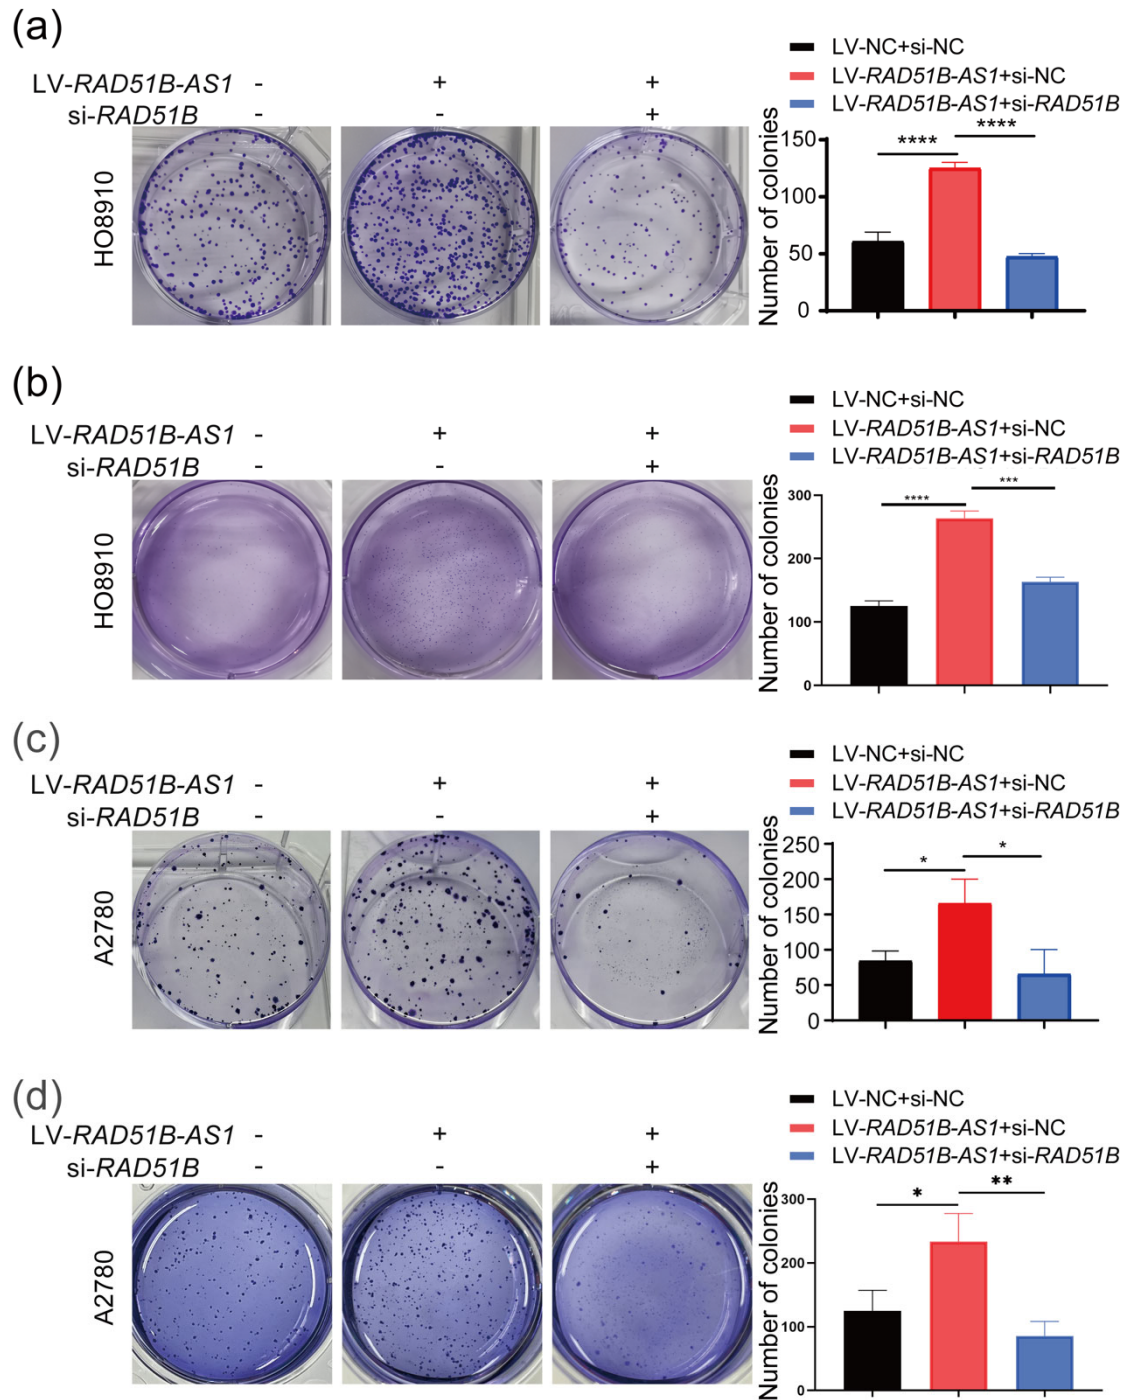 (a)
LV-RAD51B-AS1 - + +
si-RAD51B - - +
HO8910
LV-NC+si-NC
LV-RAD51B-AS1+si-NC
LV-RAD51B-AS1+si-RAD51B
Number of colonies
150
100
50
0
**** ****
(b)
LV-RAD51B-AS1 - + +
si-RAD51B - - +
HO8910
LV-NC+si-NC
LV-RAD51B-AS1+si-NC
LV-RAD51B-AS1+si-RAD51B
Number of colonies
300
200
100
0
**** ***
(c)
LV-RAD51B-AS1 - + +
si-RAD51B - - +
A2780
LV-NC+si-NC
LV-RAD51B-AS1+si-NC
LV-RAD51B-AS1+si-RAD51B
Number of colonies
250
200
150
100
50
0
* *
(d)
LV-RAD51B-AS1 - + +
si-RAD51B - - +
A2780
LV-NC+si-NC
LV-RAD51B-AS1+si-NC
LV-RAD51B-AS1+si-RAD51B
Number of colonies
300
200
100
0
* **